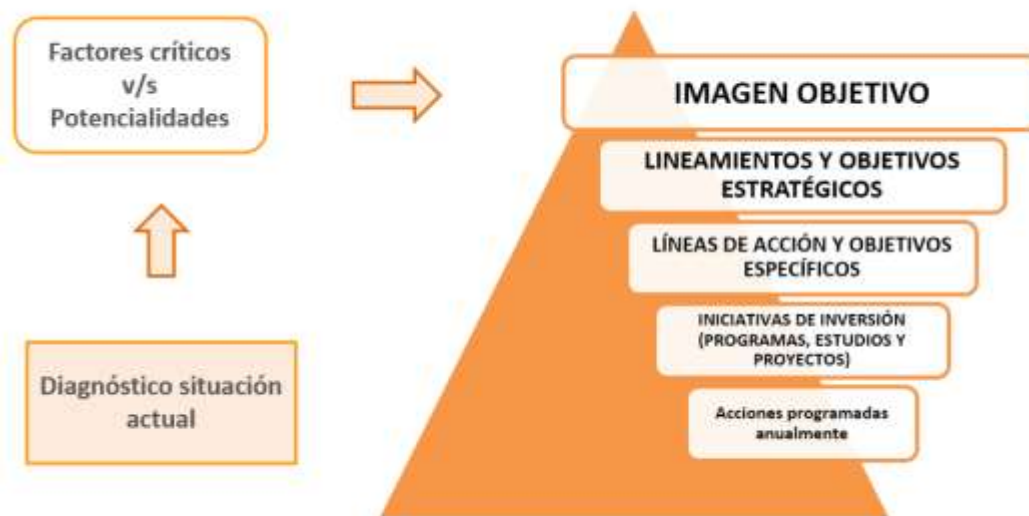 Factores críticos
v/s
Potencialidades
Diagnóstico situación
actual
IMAGEN OBJETIVO
LINEAMIENTOS Y OBJETIVOS
ESTRATÉGICOS
LÍNEAS DE ACCIÓN Y OBJETIVOS
ESPECÍFICOS
INICIATIVAS DE INVERSIÓN
(PROGRAMAS, ESTUDIOS Y
PROYECTOS)
Acciones programadas
anualmente